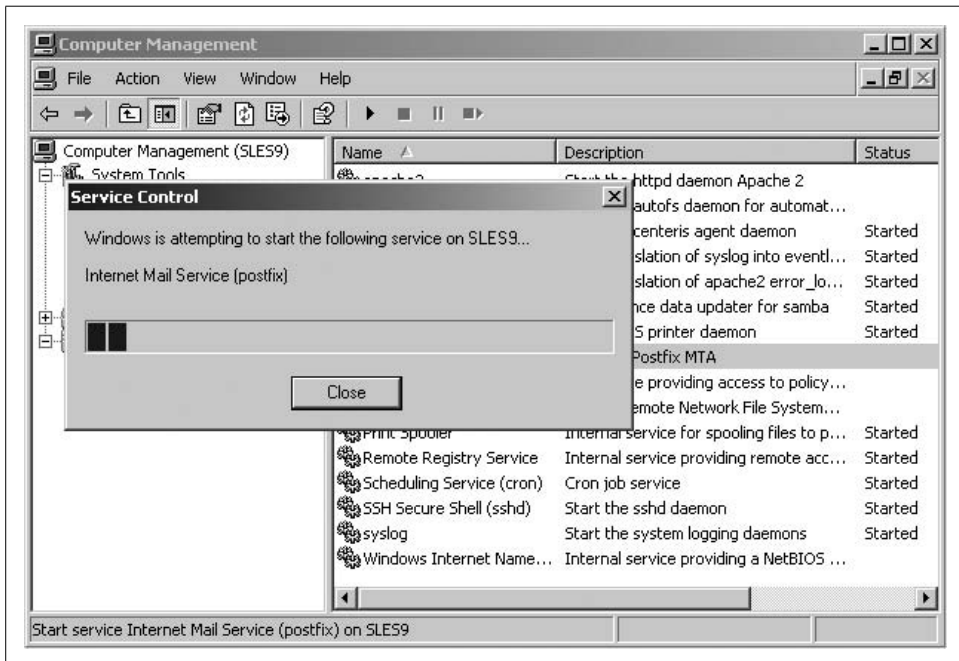 Computer Management
File Action View Window Help
Computer Management (SLES9)
System Tools
Name Description Status
apache2 Start the httpd daemon Apache 2
autofs daemon for automat...
centeris agent daemon Started
slation of syslog into eventl... Started
slation of apache2 error_lo... Started
nce data updater for samba Started
S printer daemon Started
Postfix MTA
e providing access to policy...
emote Network File System...
Print Spooler Internal service for spooling files to p... Started
Remote Registry Service Internal service providing remote acc... Started
Scheduling Service (cron) Cron job service Started
SSH Secure Shell (sshd) Start the sshd daemon Started
syslog Start the system logging daemons Started
Windows Internet Name... Internal service providing a NetBIOS ...
Service Control
Windows is attempting to start the following service on SLES9...
Internet Mail Service (postfix)
Close
Start service Internet Mail Service (postfix) on SLES9